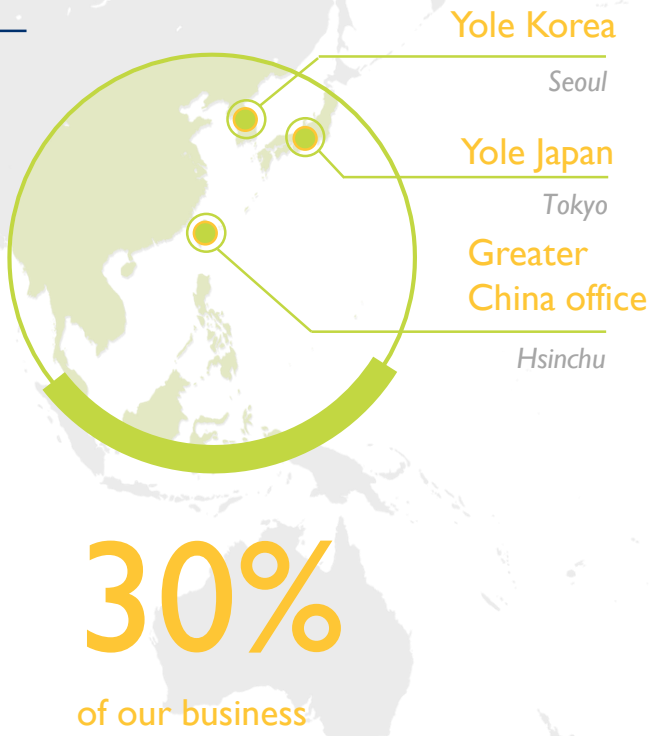 Yole Korea
Seoul
Yole Japan
Tokyo
Greater
China office
Hsinchu
30%
of our business